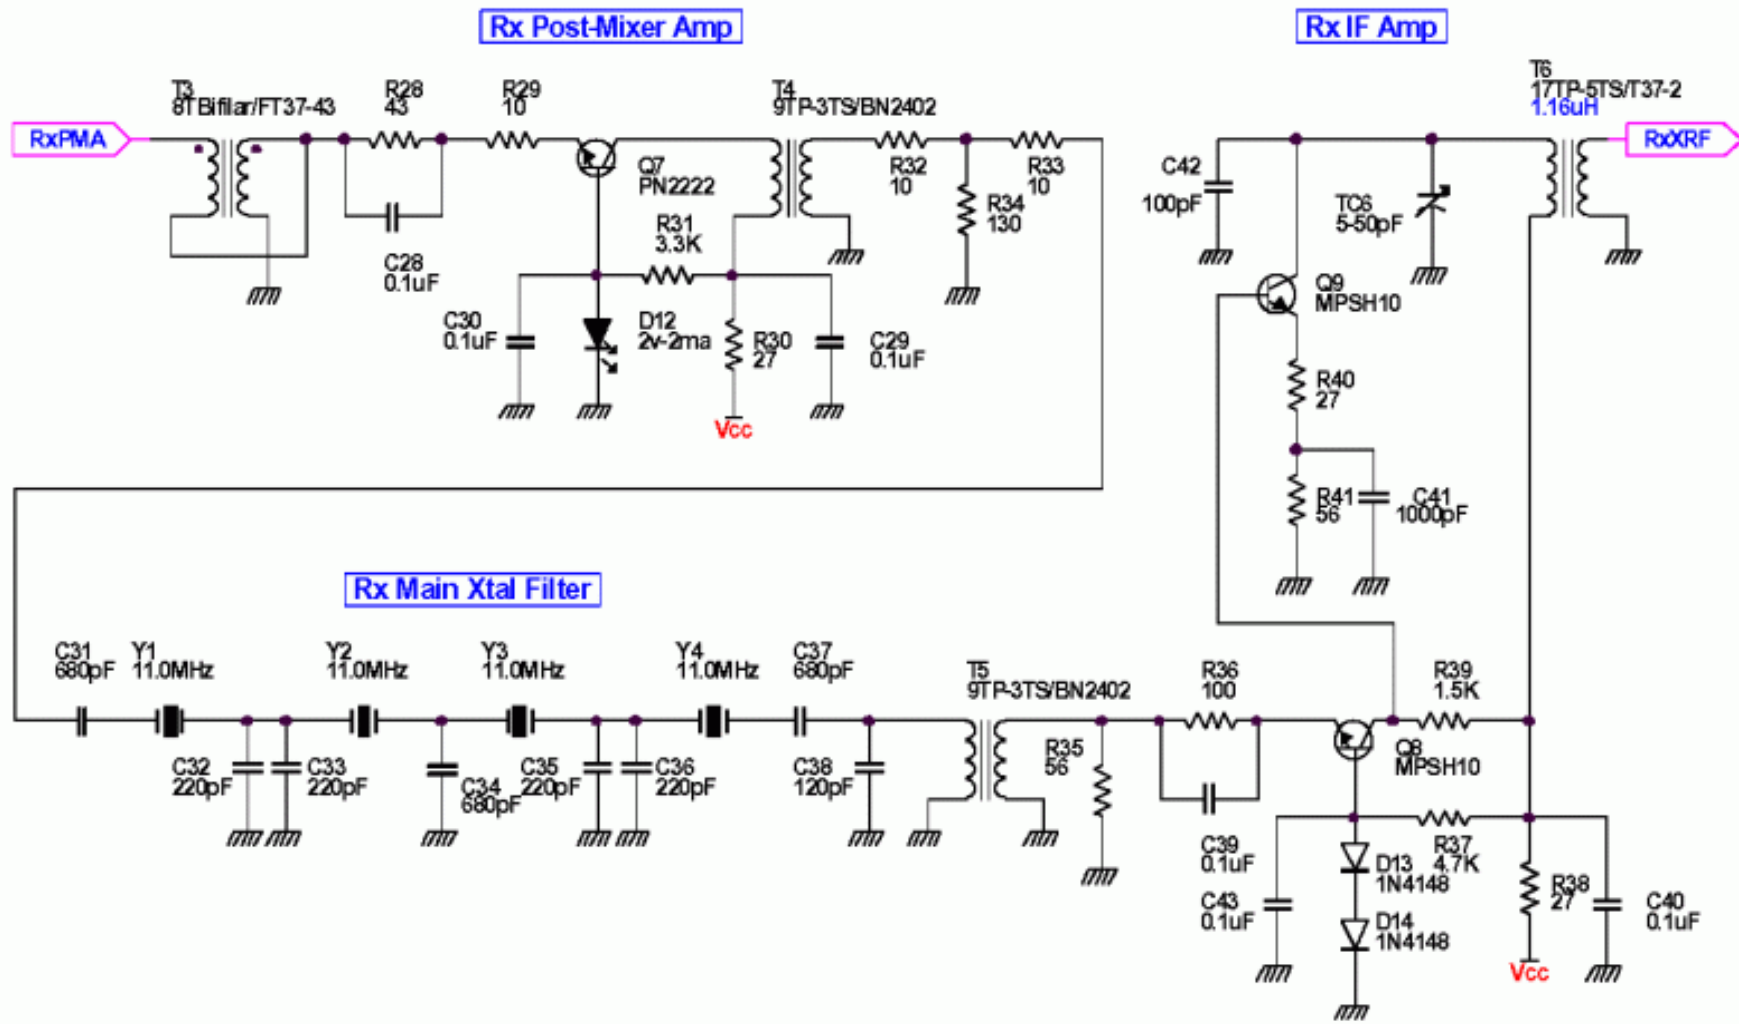 Rx Post-Mixer Amp
Rx IF Amp
T3
8TBifilar/FT37-43
R28
43
R29
10
T4
9TP-3TS/BN2402
T6
17TP-5TS/T37-2
1.16uH
RxPMA
RxXRF
Q7
PN2222
R32
10
R33
10
R34
130
C42
100pF
TC6
5-50pF
R31
3.3K
C28
0.1uF
Q9
MPSH10
C30
0.1uF
D12
2v-2ma
R30
27
C29
0.1uF
Vcc
R40
27
R41
56
C41
1000pF
Rx Main Xtal Filter
C31
680pF
Y1
11.0MHz
Y2
11.0MHz
Y3
11.0MHz
Y4
11.0MHz
C37
680pF
T5
9TP-3TS/BN2402
R36
100
R39
1.5K
C32
220pF
C33
220pF
C34
680pF
C35
220pF
C36
220pF
C38
120pF
R35
56
Q8
MPSH10
C39
0.1uF
D13
1N4148
R37
4.7K
C43
0.1uF
D14
1N4148
R38
27
C40
0.1uF
Vcc